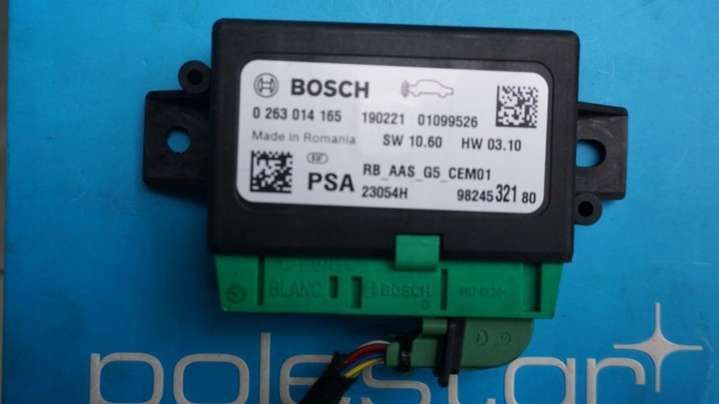 BOSCH
0 263 014 165 190221 01099526
Made in Romania SW 10.60 HW 03.10
RB_AAS_G5_CEM01
PSA 23054H 98245 321 80
BLANC BOSCH
polestar